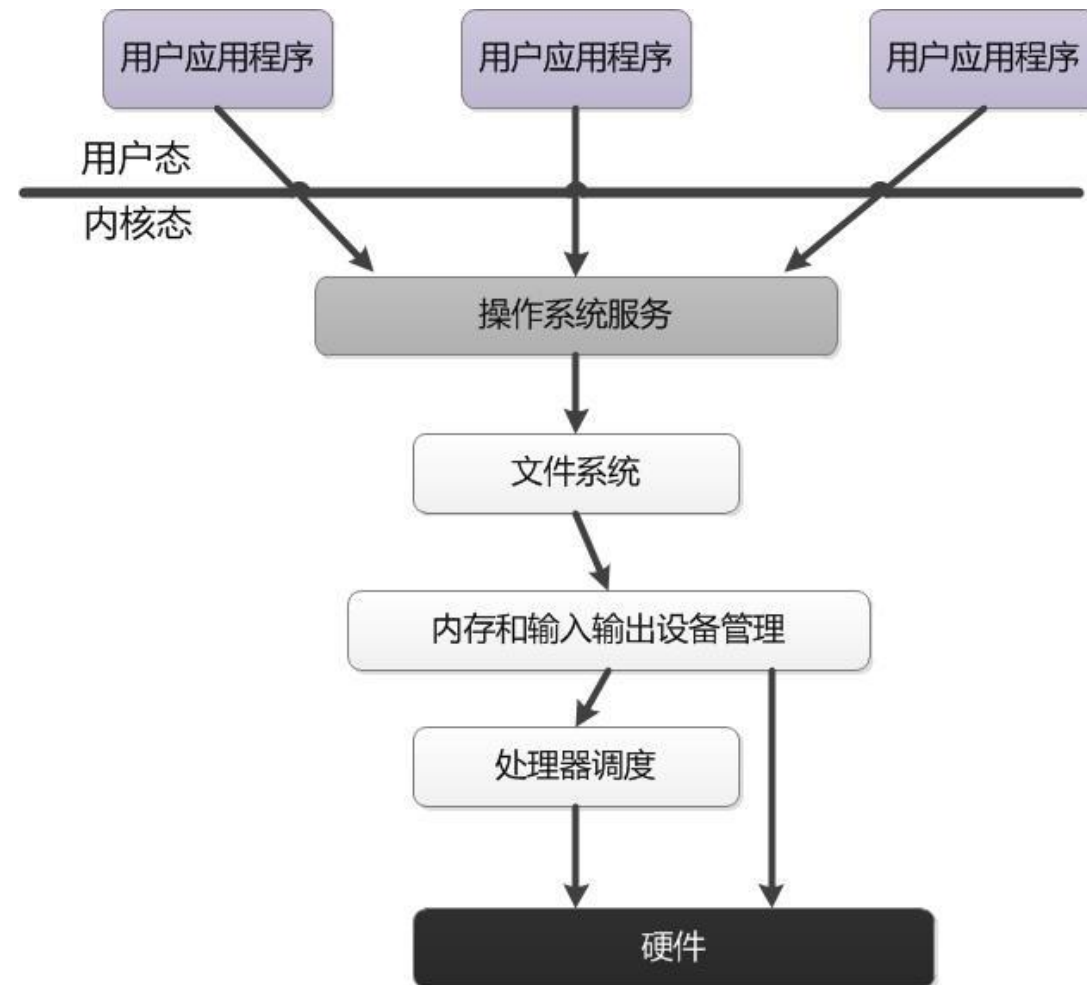 用户应用程序
用户应用程序
用户应用程序
用户态
内核态
操作系统服务
文件系统
内存和输入输出设备管理
处理器调度
硬件